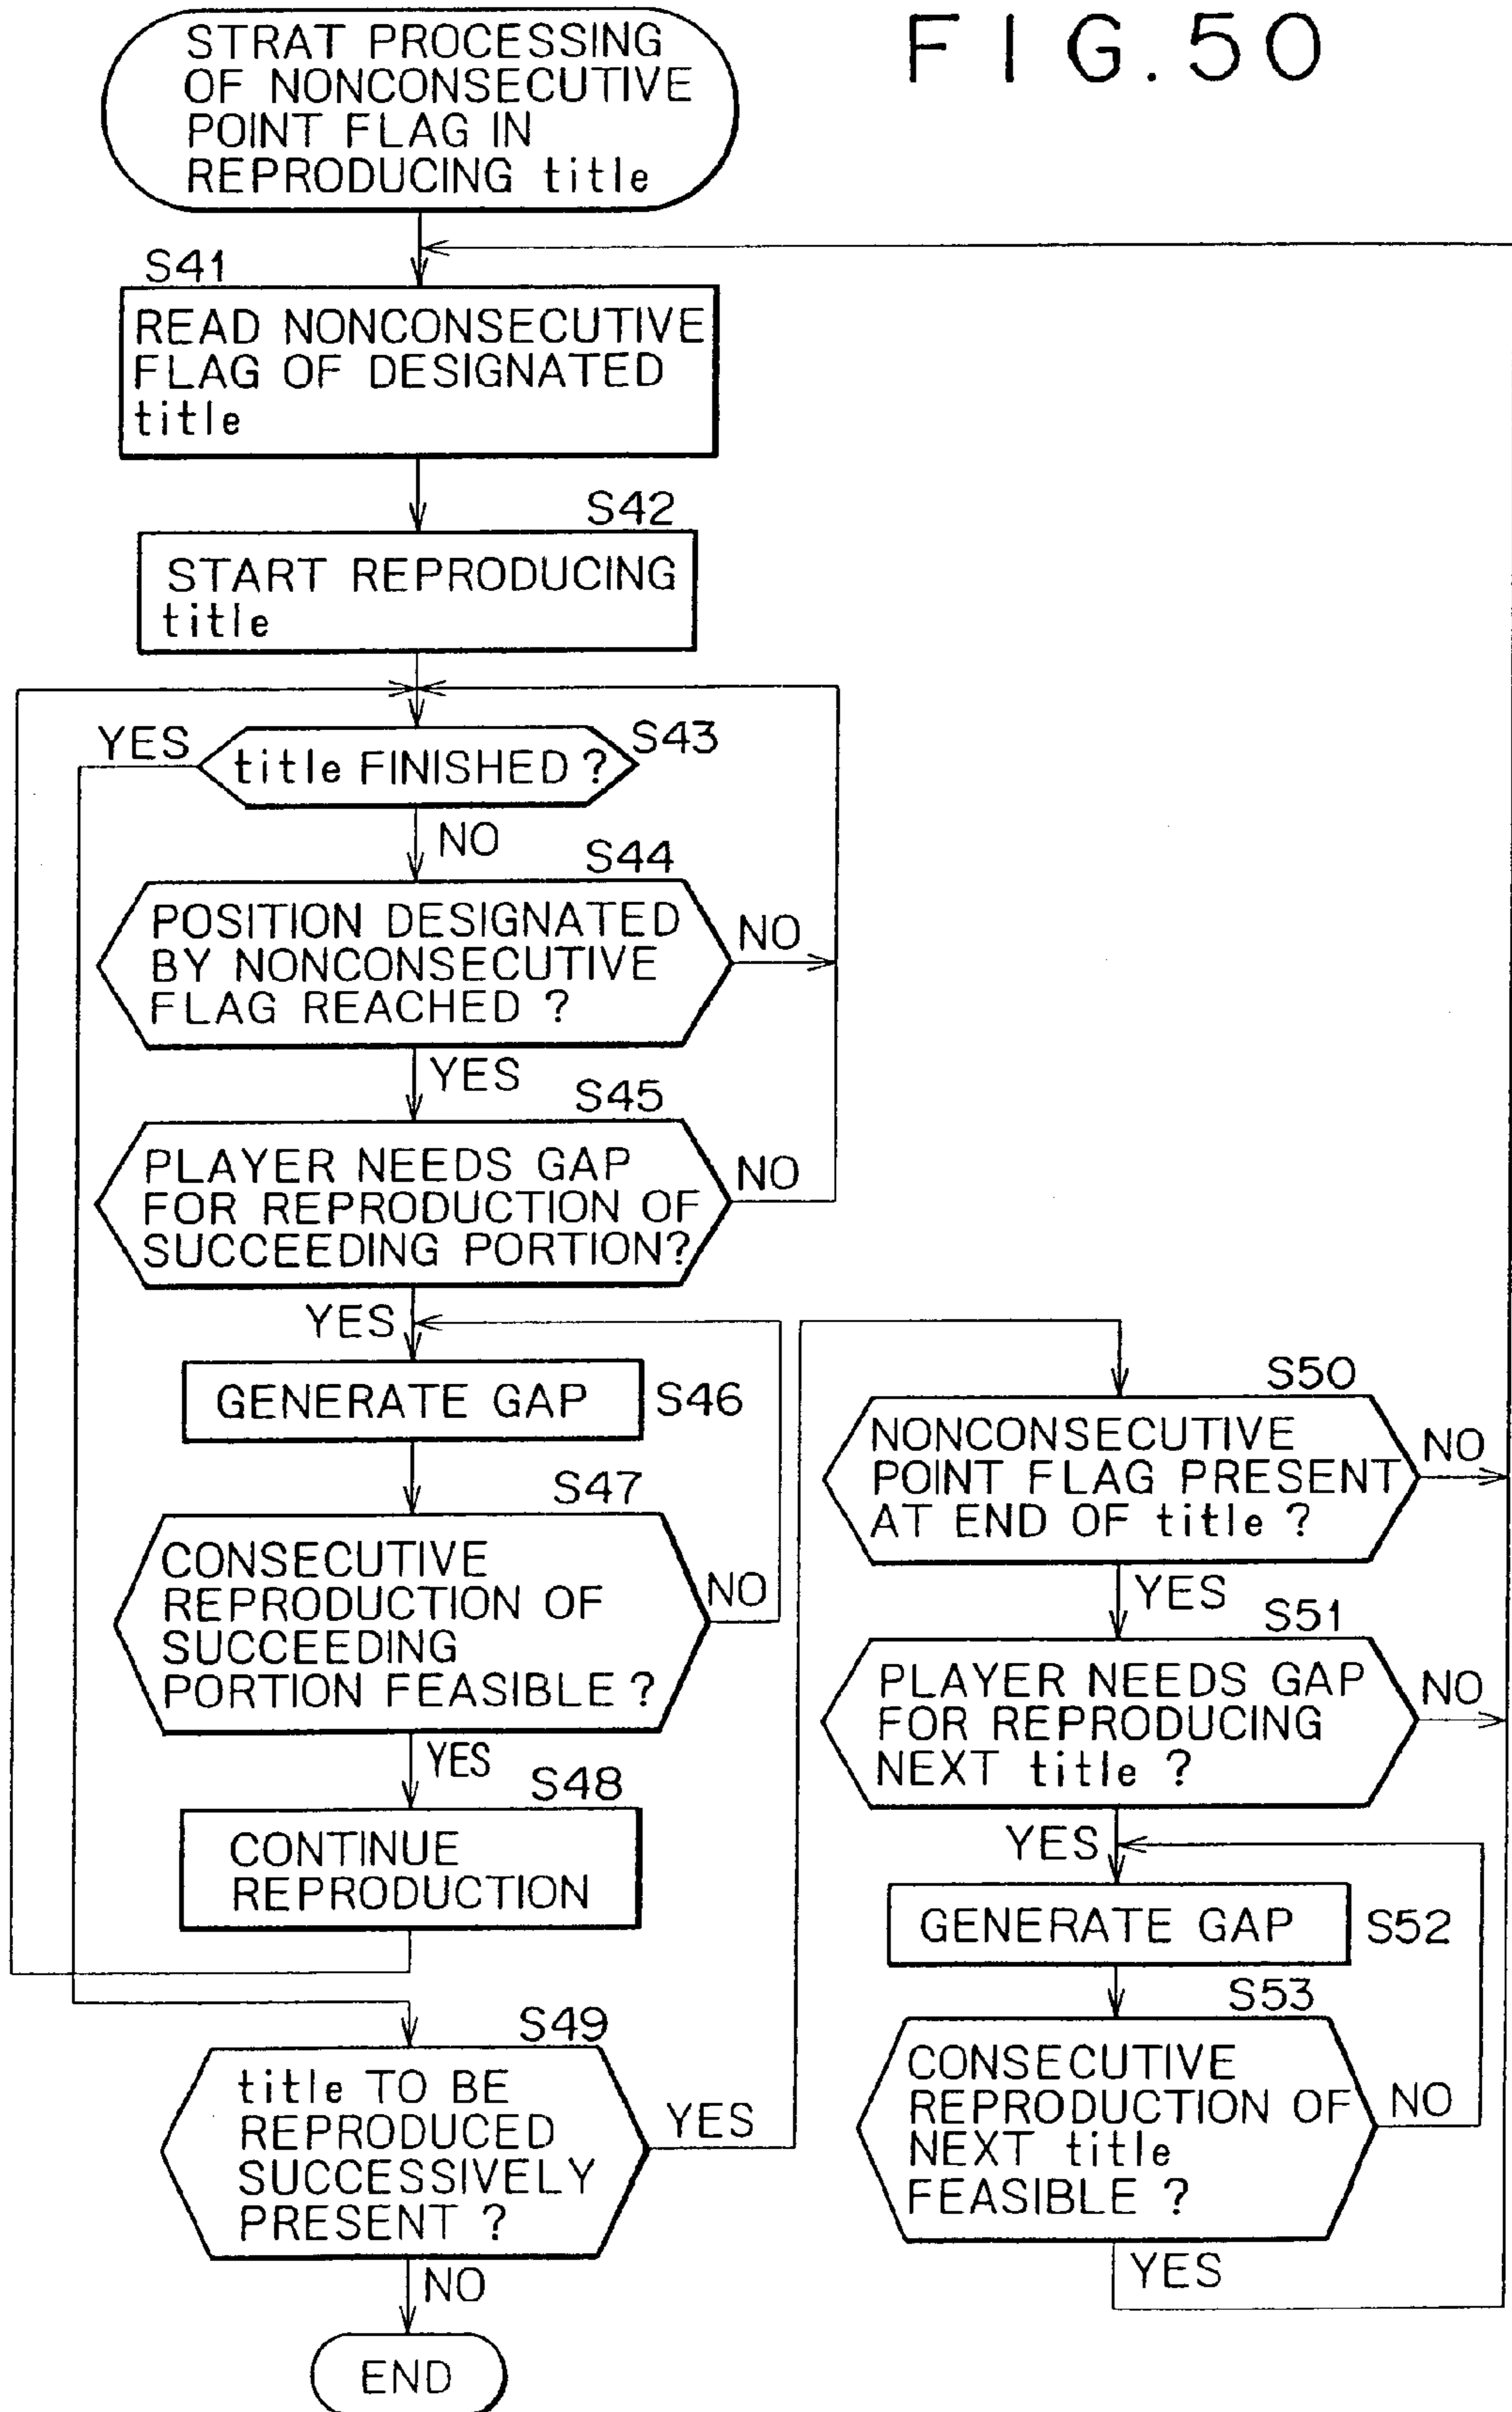 FIG.50
STRAT PROCESSING
OF NONCONSECUTIVE
POINT FLAG IN
REPRODUCING title
S41
READ NONCONSECUTIVE
FLAG OF DESIGNATED
title
S42
START REPRODUCING
title
YES
title FINISHED ?
S43
NO
S44
POSITION DESIGNATED
BY NONCONSECUTIVE
FLAG REACHED ?
NO
YES
S45
PLAYER NEEDS GAP
FOR REPRODUCTION OF
SUCCEEDING PORTION?
NO
YES
GENERATE GAP
S46
S47
CONSECUTIVE
REPRODUCTION OF
SUCCEEDING
PORTION FEASIBLE ?
NO
YES
S48
CONTINUE
REPRODUCTION
S49
title TO BE
REPRODUCED
SUCCESSIVELY
PRESENT ?
YES
NO
END
S50
NONCONSECUTIVE
POINT FLAG PRESENT
AT END OF title ?
NO
YES
S51
PLAYER NEEDS GAP
FOR REPRODUCING
NEXT title ?
NO
YES
GENERATE GAP
S52
S53
CONSECUTIVE
REPRODUCTION OF
NEXT title
FEASIBLE ?
NO
YES